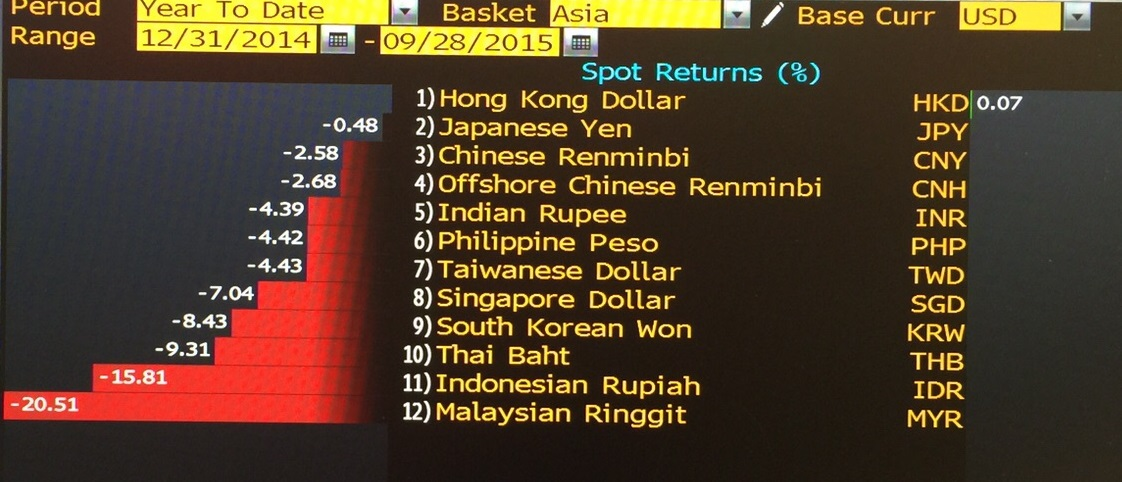 Period Year To Date Basket Asia Base Curr USD
Range 12/31/2014 - 09/28/2015
Spot Returns (%)
1) Hong Kong Dollar HKD 0.07
-0.48 2) Japanese Yen JPY
-2.58 3) Chinese Renminbi CNY
-2.68 4) Offshore Chinese Renminbi CNH
-4.39 5) Indian Rupee INR
-4.42 6) Philippine Peso PHP
-4.43 7) Taiwanese Dollar TWD
-7.04 8) Singapore Dollar SGD
-8.43 9) South Korean Won KRW
-9.31 10) Thai Baht THB
-15.81 11) Indonesian Rupiah IDR
-20.51 12) Malaysian Ringgit MYR